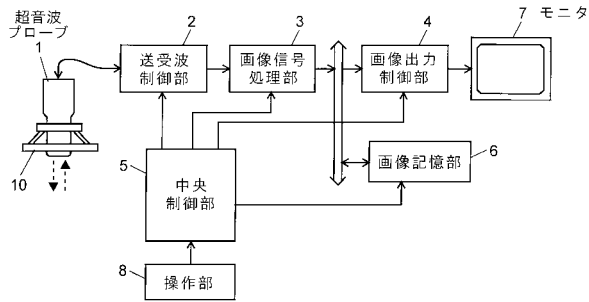 超音波
プローブ
1
2
送受波
制御部
3
画像信号
処理部
4
画像出力
制御部
7 モニタ
10
5
中央
制御部
画像記憶部
6
8
操作部